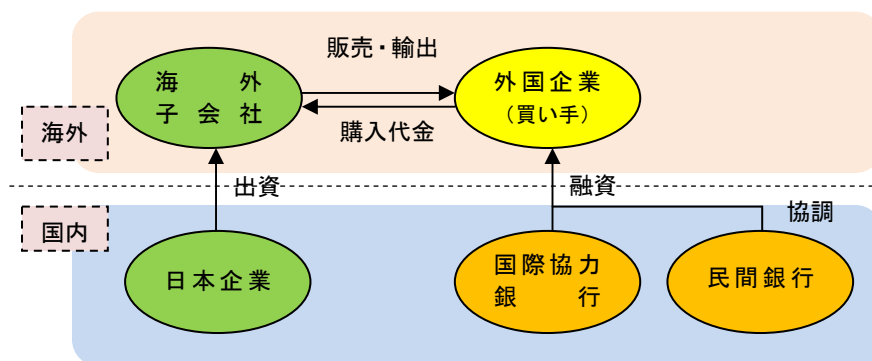 販売・輸出
海外
子会社
外国企業
（買い手）
海外
購入代金
出資
融資
協調
国内
日本企業
国際協力
銀行
民間銀行